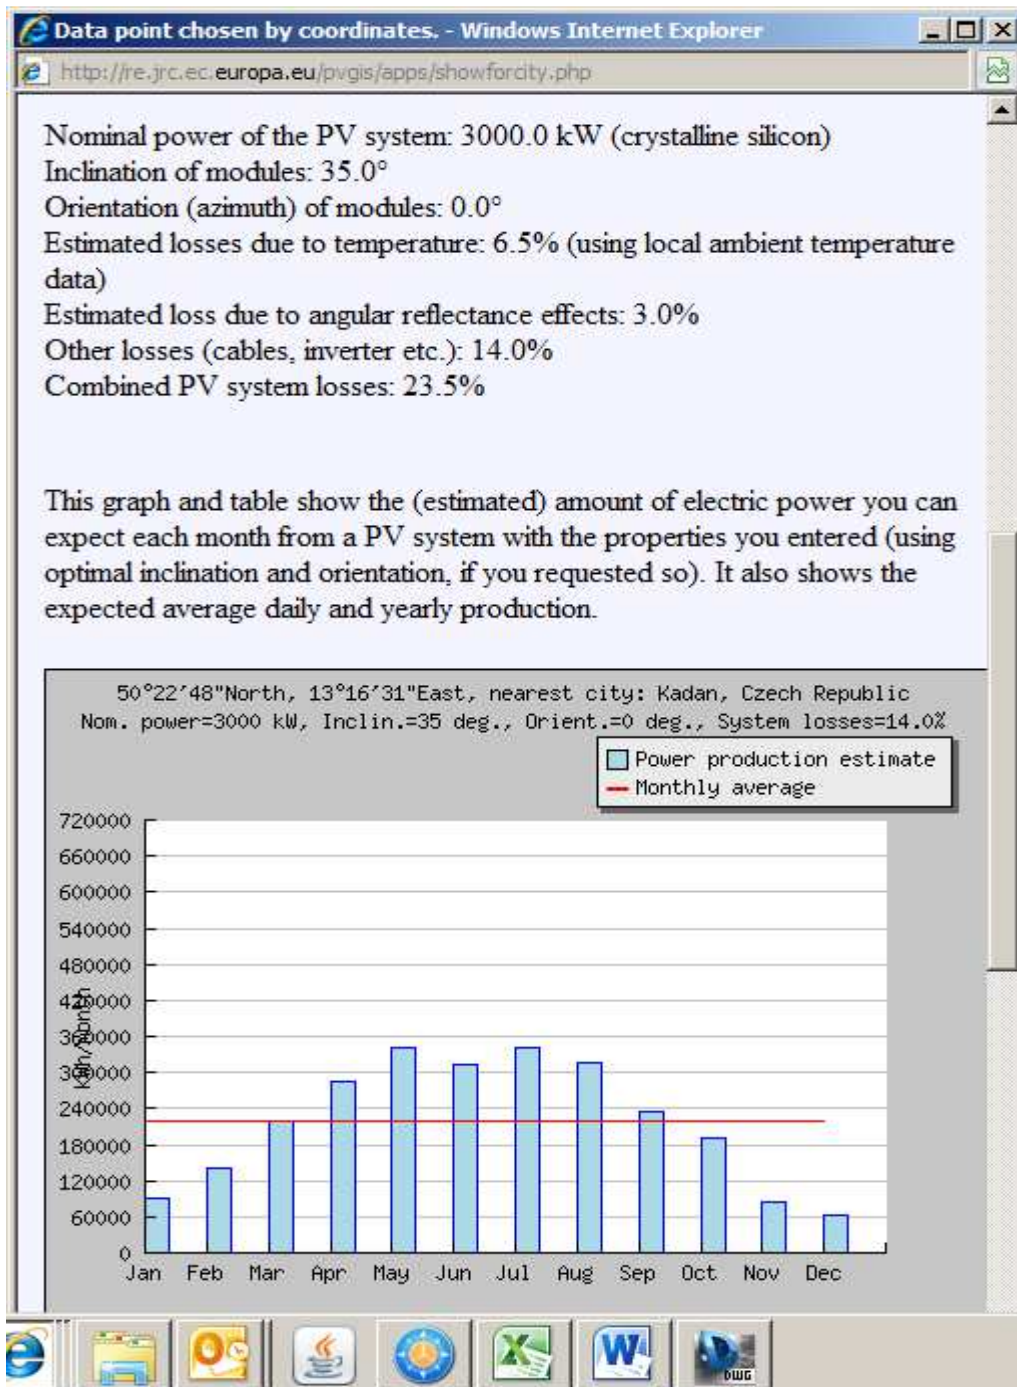 Data point chosen by coordinates. - Windows Internet Explorer
http://re.jrc.ec.europa.eu/pvgis/apps/showforcity.php
Nominal power of the PV system: 3000.0 kW (crystalline silicon)
Inclination of modules: 35.0°
Orientation (azimuth) of modules: 0.0°
Estimated losses due to temperature: 6.5% (using local ambient temperature
data)
Estimated loss due to angular reflectance effects: 3.0%
Other losses (cables, inverter etc.): 14.0%
Combined PV system losses: 23.5%
This graph and table show the (estimated) amount of electric power you can
expect each month from a PV system with the properties you entered (using
optimal inclination and orientation, if you requested so). It also shows the
expected average daily and yearly production.
50°22'48"North, 13°16'31"East, nearest city: Kadan, Czech Republic
Nom. power=3000 kW, Inclin.=35 deg., Orient.=0 deg., System losses=14.0%
Power production estimate
Monthly average
720000
660000
600000
540000
480000
420000
360000
300000
240000
180000
120000
60000
0
kWh/Month
Jan Feb Mar Apr May Jun Jul Aug Sep Oct Nov Dec
DWG